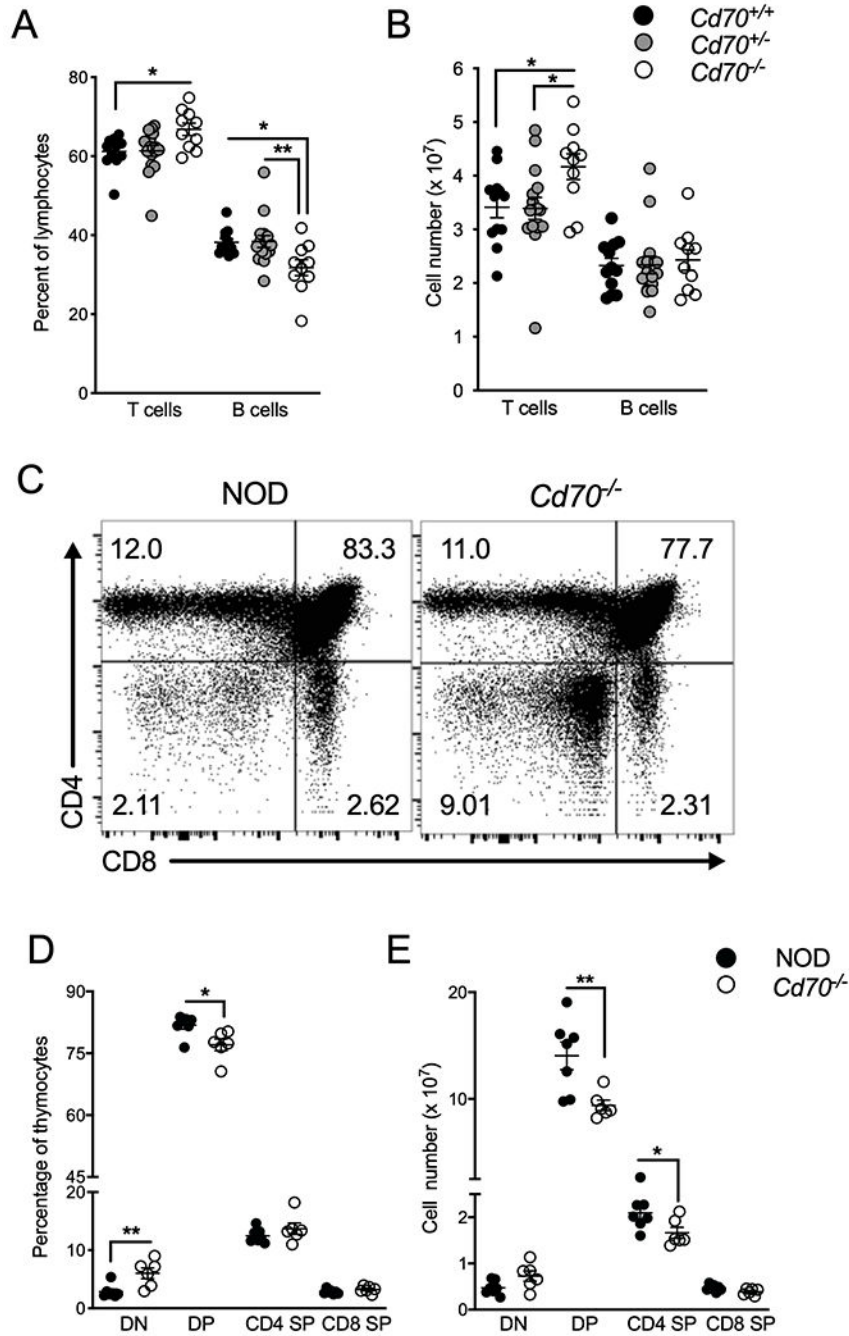 A
Percent of lymphocytes
80
60
40
20
0
*
*
**
T cells
B cells
B
Cell number (x 10⁷)
6
5
4
3
2
1
0
*
*
T cells
B cells
Cd70+/+
Cd70+/-
Cd70-/-
C
NOD
Cd70-/-
12.0
83.3
11.0
77.7
2.11
2.62
9.01
2.31
CD4
CD8
D
Percentage of thymocytes
90
75
60
45
20
10
0
*
**
DN
DP
CD4 SP
CD8 SP
E
Cell number (x 10⁷)
20
10
2
1
0
**
*
DN
DP
CD4 SP
CD8 SP
NOD
Cd70-/-